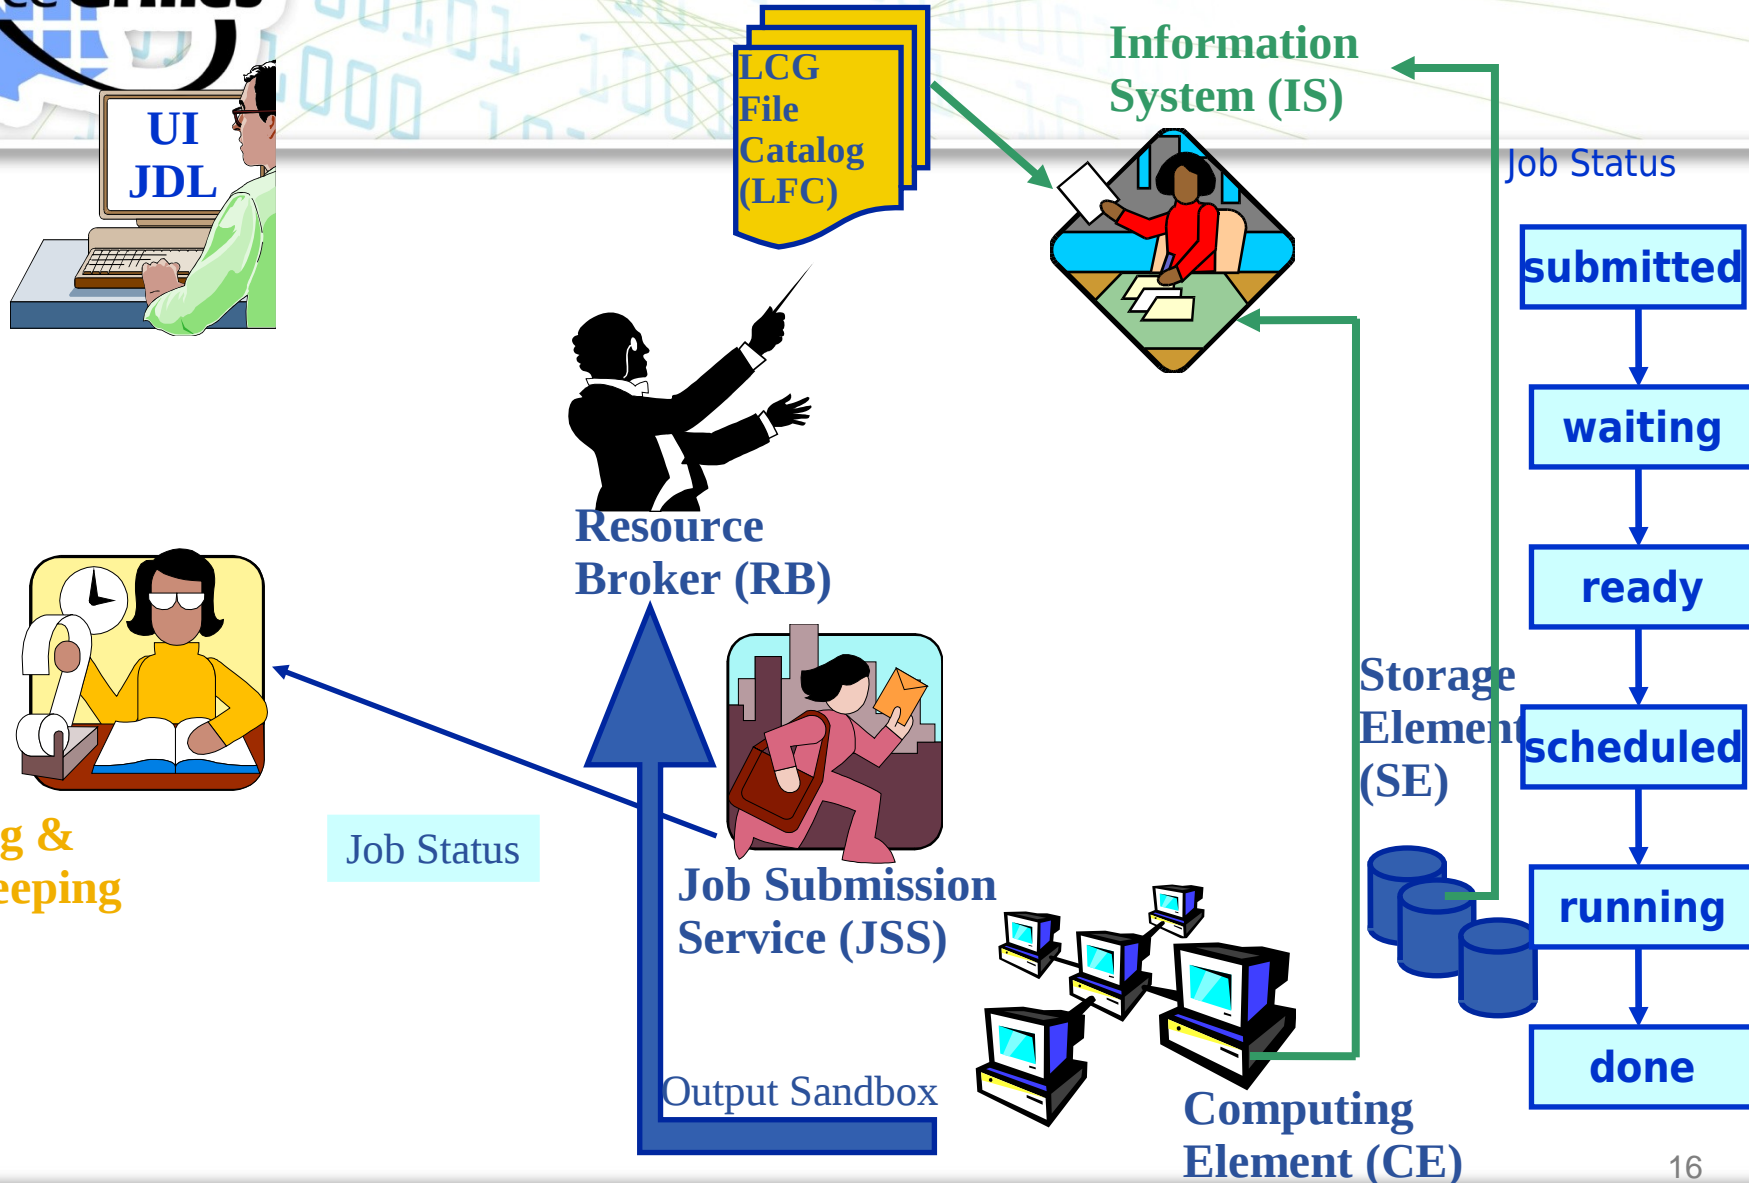 UI
JDL
LCG
File
Catalog
(LFC)
Information
System (IS)
Job Status
submitted
waiting
ready
scheduled
running
done
Resource
Broker (RB)
Storage
Element
(SE)
g &
eeping
Job Status
Job Submission
Service (JSS)
Output Sandbox
Computing
Element (CE)
16